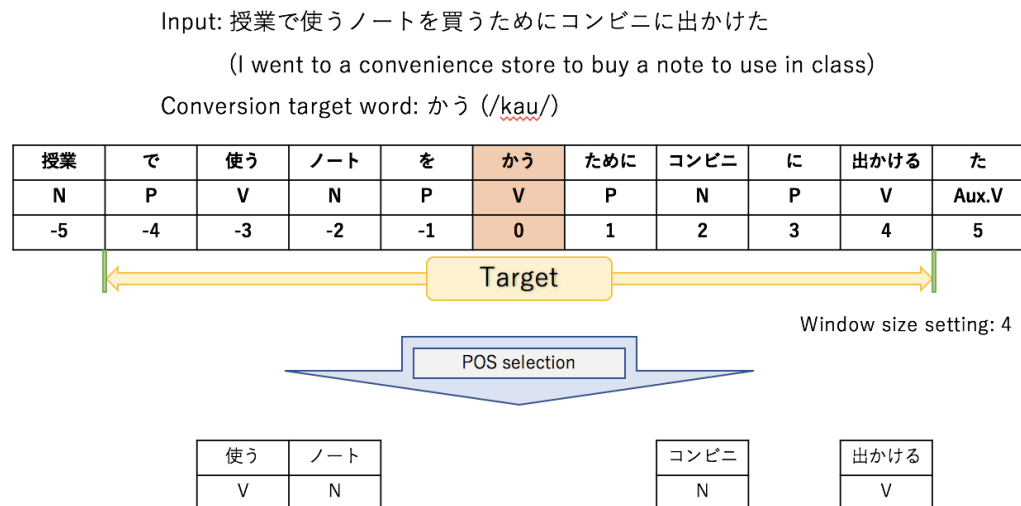 Input: 授業で使うノートを買うためにコンビニに出かけた
(I went to a convenience store to buy a note to use in class)
Conversion target word: かう (/kau/)
授業 で 使う ノート を かう ために コンビニ に 出かける た
N P V N P V P N P V Aux.V
-5 -4 -3 -2 -1 0 1 2 3 4 5
Target
Window size setting: 4
POS selection
使う ノート コンビニ 出かける
V N N V